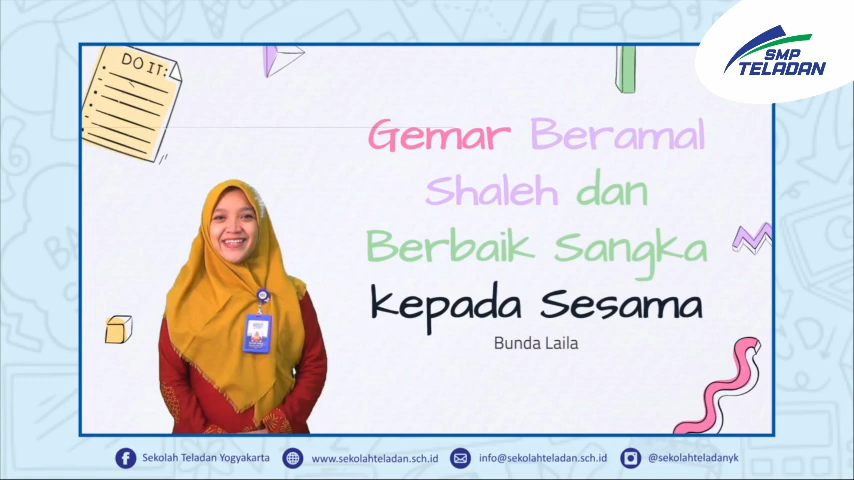 SMP
TELADAN
DO IT:
Gemar Beramal
Shaleh dan
Berbaik Sangka
kepada Sesama
Bunda Laila
Sekolah Teladan Yogyakarta
www.sekolahteladan.sch.id
info@sekolahteladan.sch.id
@sekolahteladanyk